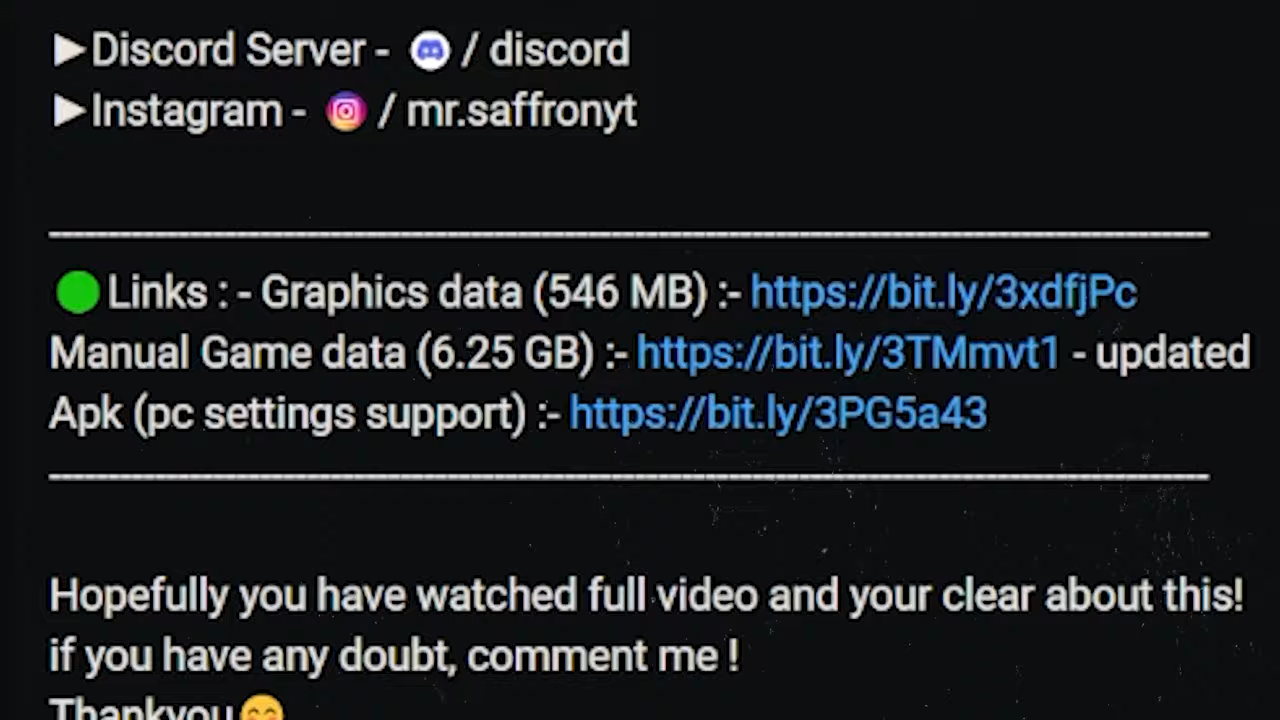 ▶Discord Server - / discord
▶Instagram - / mr.saffronyt
Links : - Graphics data (546 MB) :- https://bit.ly/3xdfjPc
Manual Game data (6.25 GB) :- https://bit.ly/3TMmvt1 - updated
Apk (pc settings support) :- https://bit.ly/3PG5a43
Hopefully you have watched full video and your clear about this!
if you have any doubt, comment me !
Thankyou😊